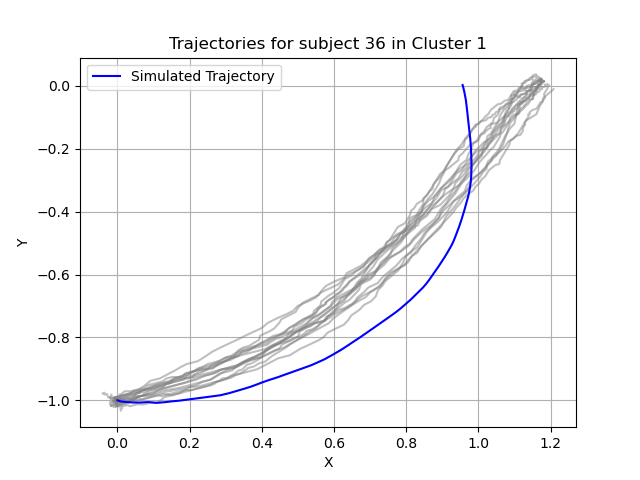 Trajectories for subject 36 in Cluster 1
Simulated Trajectory
Y
0.0
−0.2
−0.4
−0.6
−0.8
−1.0
0.0 0.2 0.4 0.6 0.8 1.0 1.2
X